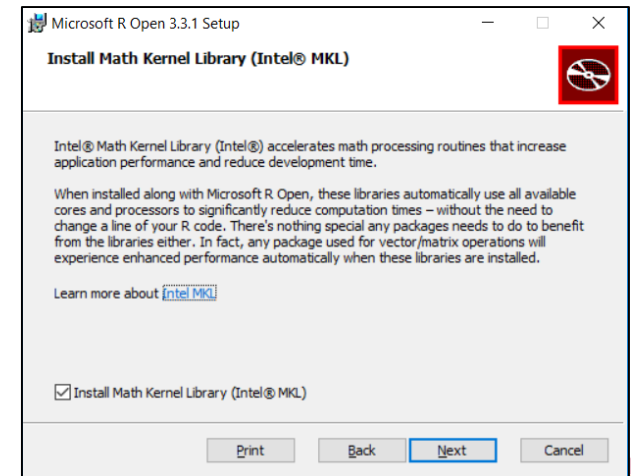 Microsoft R Open 3.3.1 Setup
Install Math Kernel Library (Intel® MKL)
Intel® Math Kernel Library (Intel®) accelerates math processing routines that increase
application performance and reduce development time.
When installed along with Microsoft R Open, these libraries automatically use all available
cores and processors to significantly reduce computation times – without the need to
change a line of your R code. There's nothing special any packages needs to do to benefit
from the libraries either. In fact, any package used for vector/matrix operations will
experience enhanced performance automatically when these libraries are installed.
Learn more about Intel MKL
Install Math Kernel Library (Intel® MKL)
Print Back Next Cancel